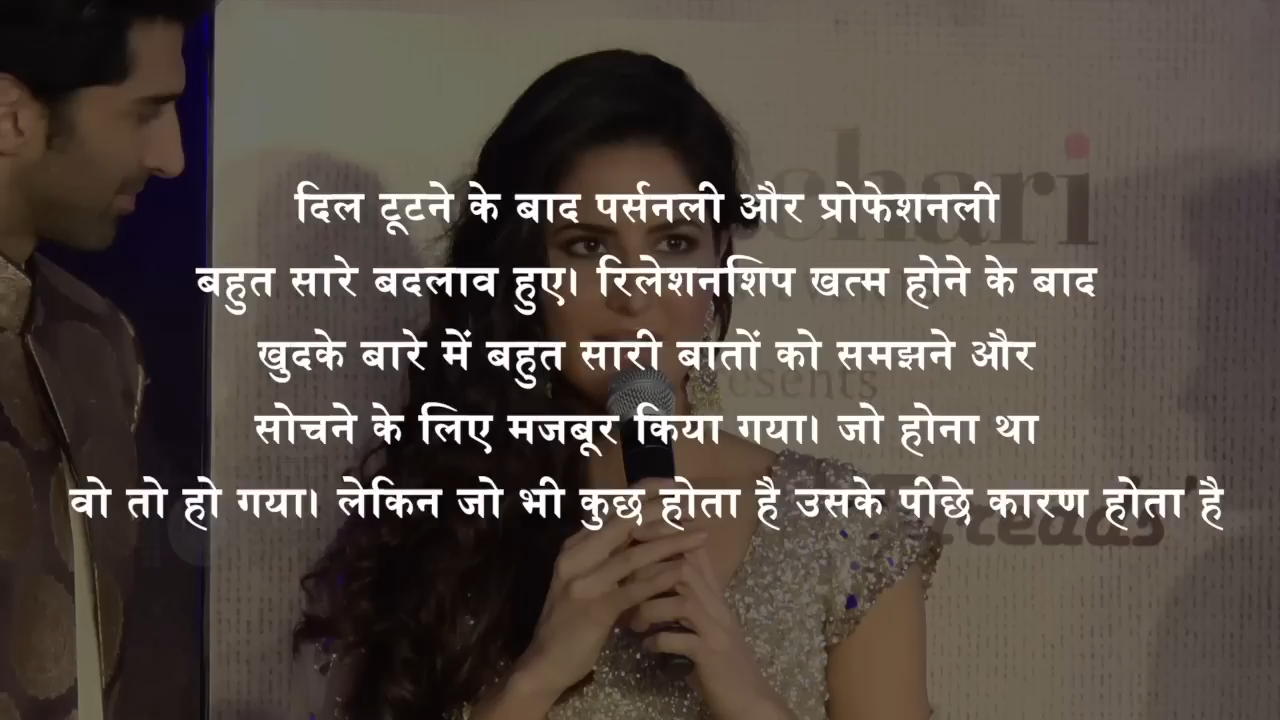 दिल टूटने के बाद पर्सनली और प्रोफेशनली
बहुत सारे बदलाव हुए। रिलेशनशिप खत्म होने के बाद
खुदके बारे में बहुत सारी बातों को समझने और
सोचने के लिए मजबूर किया गया। जो होना था
वो तो हो गया। लेकिन जो भी कुछ होता है उसके पीछे कारण होता है